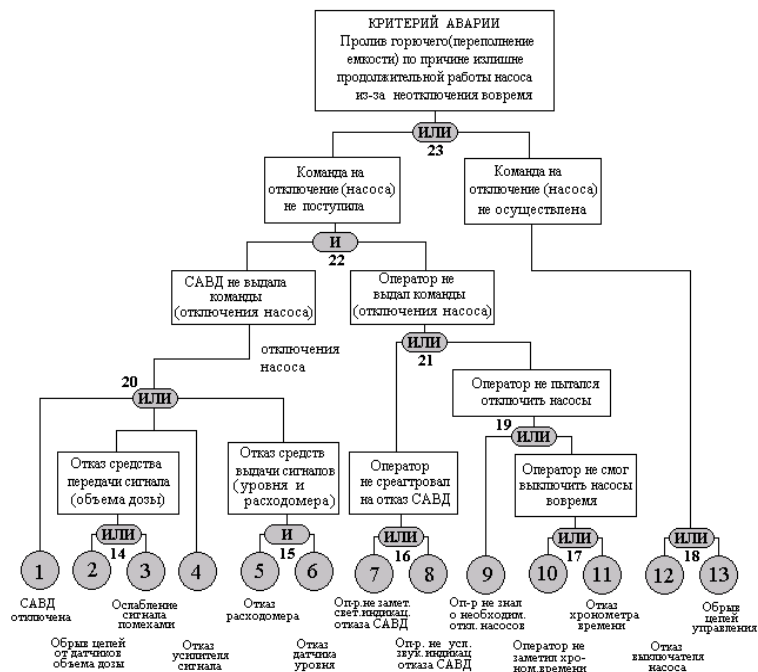 КРИТЕРИЙ АВАРИИ
Пролив горючего(переполнение
емкости) по причине излишне
продолжительной работы насоса
из-за неотключения вовремя
ИЛИ
23
Команда на
отключение (насоса)
не поступила
Команда на
отключение (насоса)
не осуществлена
И
22
САВД не выдала
команды
(отключения насоса)
Оператор не
выдал команды
(отключения насоса)
отключения
насоса
ИЛИ
21
20
ИЛИ
Оператор не пытался
отключить насосы
19
ИЛИ
Отказ средства
передачи сигнала
(объема дозы)
Отказ средств
выдачи сигналов
(уровня и
расходомера)
Оператор
не среагтровал
на отказ САВД
Оператор не смог
выключить насосы
вовремя
ИЛИ
14
И
15
ИЛИ
16
ИЛИ
17
ИЛИ
18
1
2
3
4
5
6
7
8
9
10
11
12
13
САВД
отключена
Обрыв цепей
от датчиков
объема дозы
Ослабление
сигнала
помехами
Отказ
усилителя
сигнала
Отказ
расходомера
Отказ
датчика
уровня
Оп-р.не замет.
свет.индикац.
отказа САВД
Оп-р. не усл.
звук.индикац
отказа САВД
Оп-р не знал
о необходим.
откл. насосов
Оператор не
заметил хро-
ном.времени
Отказ
хронометра
времени
Отказ
выключателя
насоса
Обрыв
цепей
управления